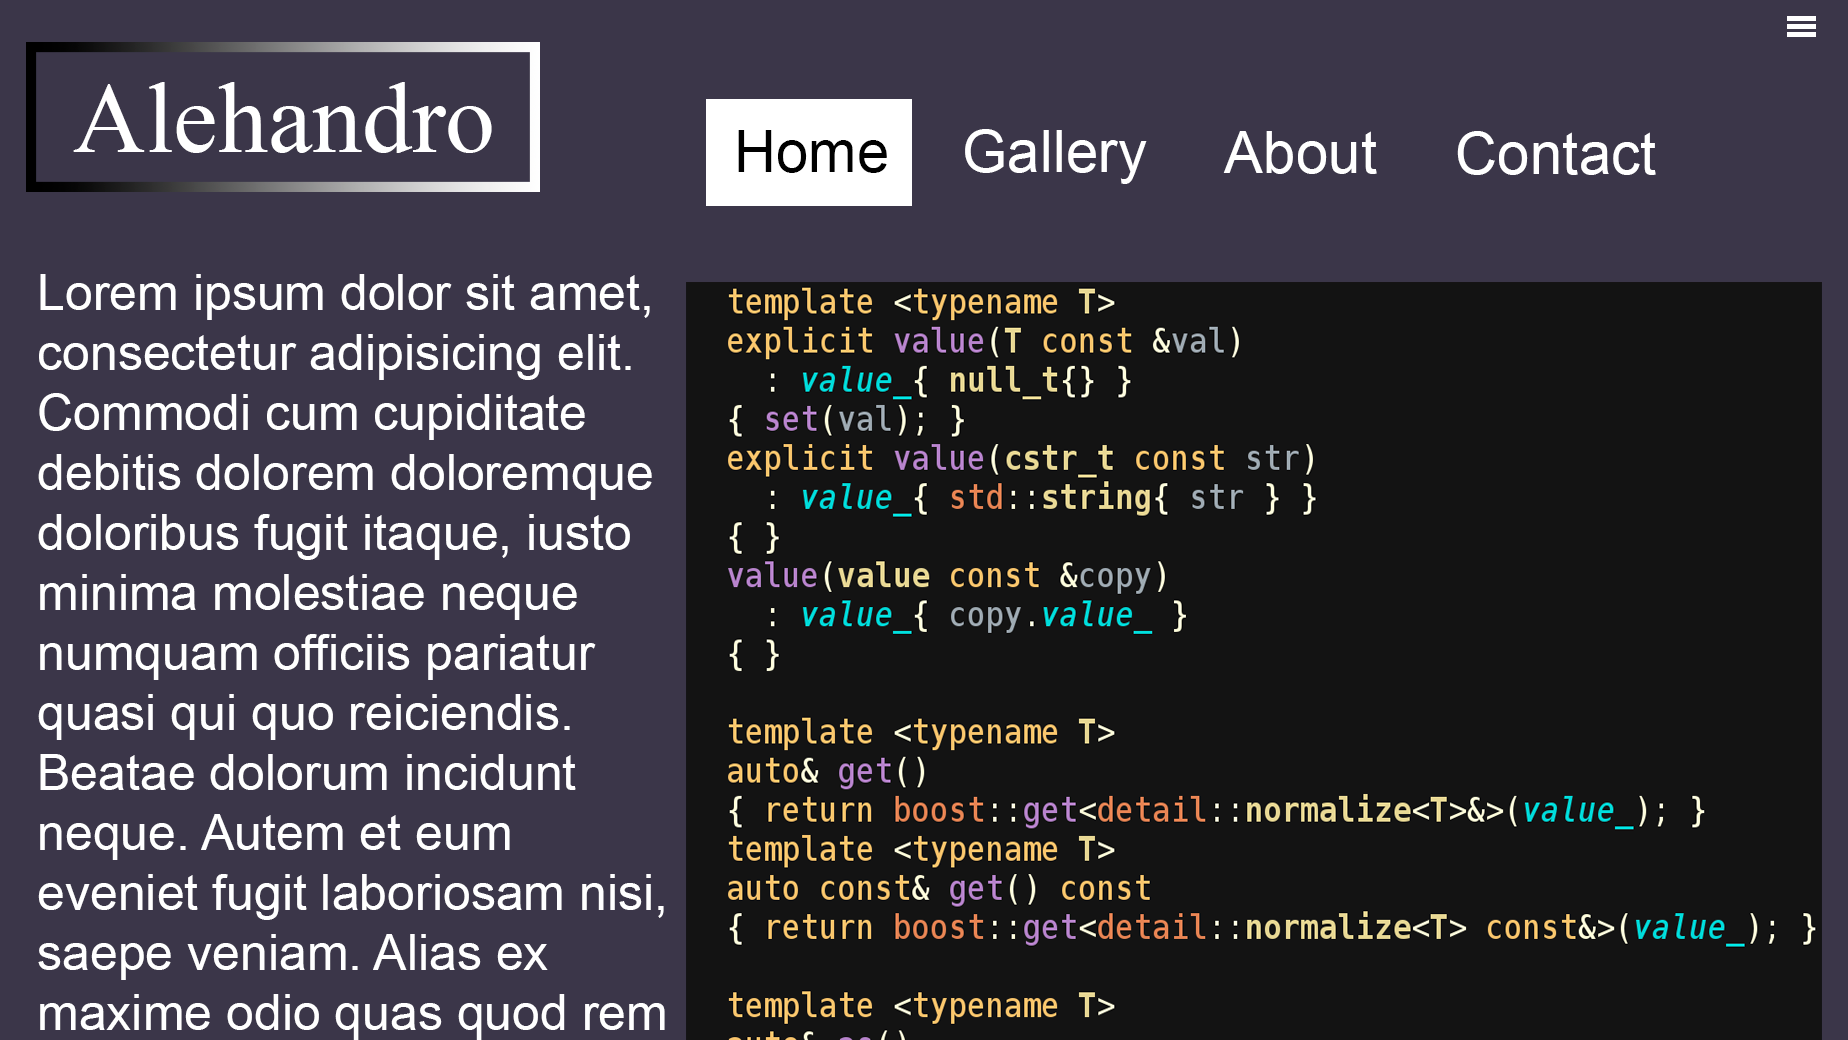 Alehandro
Home Gallery About Contact
Lorem ipsum dolor sit amet,
consectetur adipisicing elit.
Commodi cum cupiditate
debitis dolorem doloremque
doloribus fugit itaque, iusto
minima molestiae neque
numquam officiis pariatur
quasi qui quo reiciendis.
Beatae dolorum incidunt
neque. Autem et eum
eveniet fugit laboriosam nisi,
saepe veniam. Alias ex
maxime odio quas quod rem
template <typename T>
explicit value(T const &val)
  : value_{ null_t{} }
{ set(val); }
explicit value(cstr_t const str)
  : value_{ std::string{ str } }
{ }
value(value const &copy)
  : value_{ copy.value_ }
{ }
template <typename T>
auto& get()
{ return boost::get<detail::normalize<T>&>(value_); }
template <typename T>
auto const& get() const
{ return boost::get<detail::normalize<T> const&>(value_); }
template <typename T>